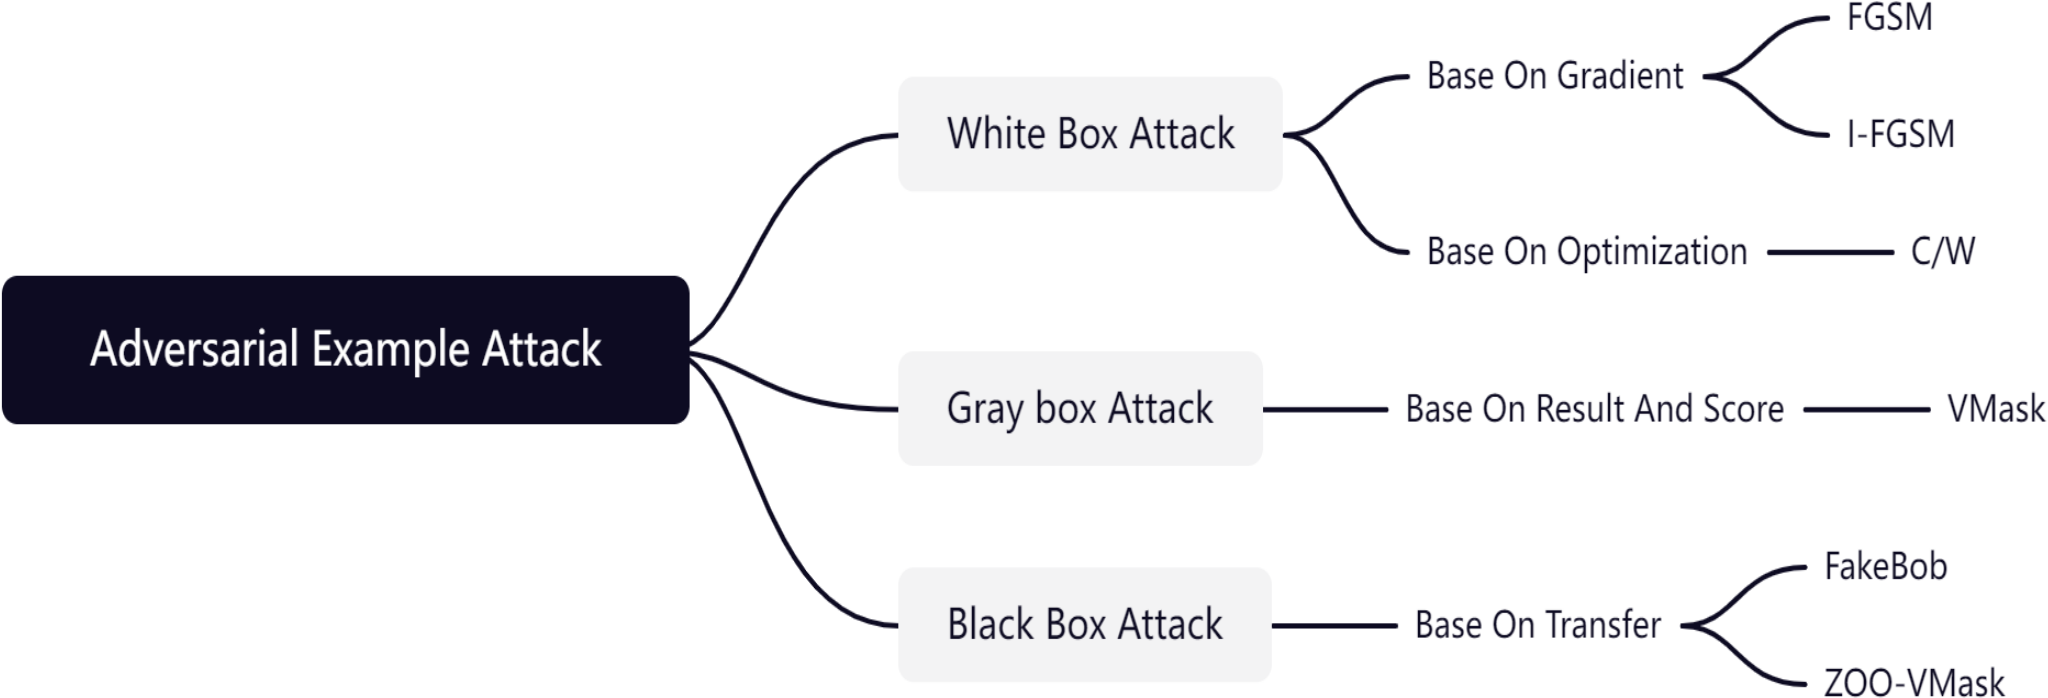 FGSM
Base On Gradient
I-FGSM
White Box Attack
Base On Optimization
C/W
Adversarial Example Attack
Gray box Attack
Base On Result And Score
VMask
FakeBob
Black Box Attack
Base On Transfer
ZOO-VMask